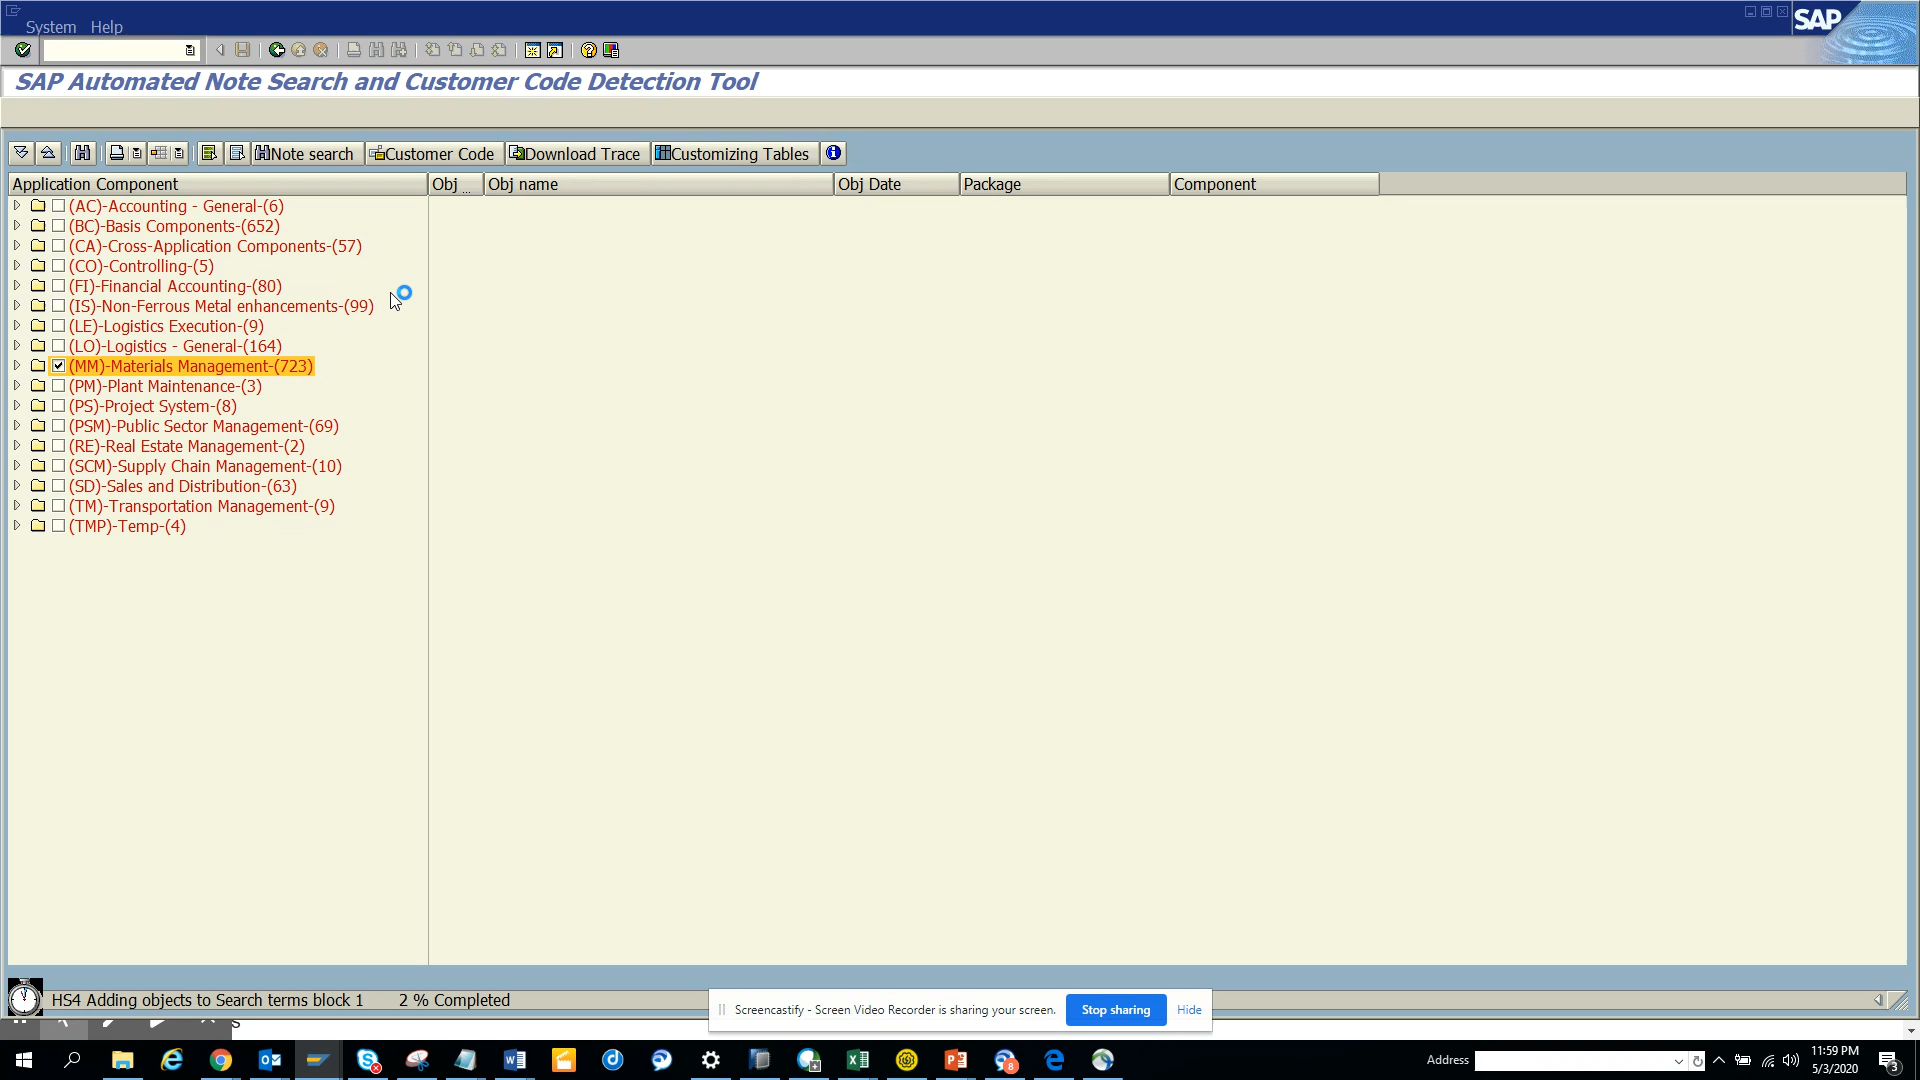 System Help
SAP
SAP Automated Note Search and Customer Code Detection Tool
Note search Customer Code Download Trace Customizing Tables
Application Component Obj ... Obj name Obj Date Package Component
(AC)-Accounting - General-(6)
(BC)-Basis Components-(652)
(CA)-Cross-Application Components-(57)
(CO)-Controlling-(5)
(FI)-Financial Accounting-(80)
(IS)-Non-Ferrous Metal enhancements-(99)
(LE)-Logistics Execution-(9)
(LO)-Logistics - General-(164)
(MM)-Materials Management-(723)
(PM)-Plant Maintenance-(3)
(PS)-Project System-(8)
(PSM)-Public Sector Management-(69)
(RE)-Real Estate Management-(2)
(SCM)-Supply Chain Management-(10)
(SD)-Sales and Distribution-(63)
(TM)-Transportation Management-(9)
(TMP)-Temp-(4)
HS4 Adding objects to Search terms block 1 2 % Completed
Screencastify - Screen Video Recorder is sharing your screen. Stop sharing Hide
Address
11:59 PM
5/3/2020
8
3